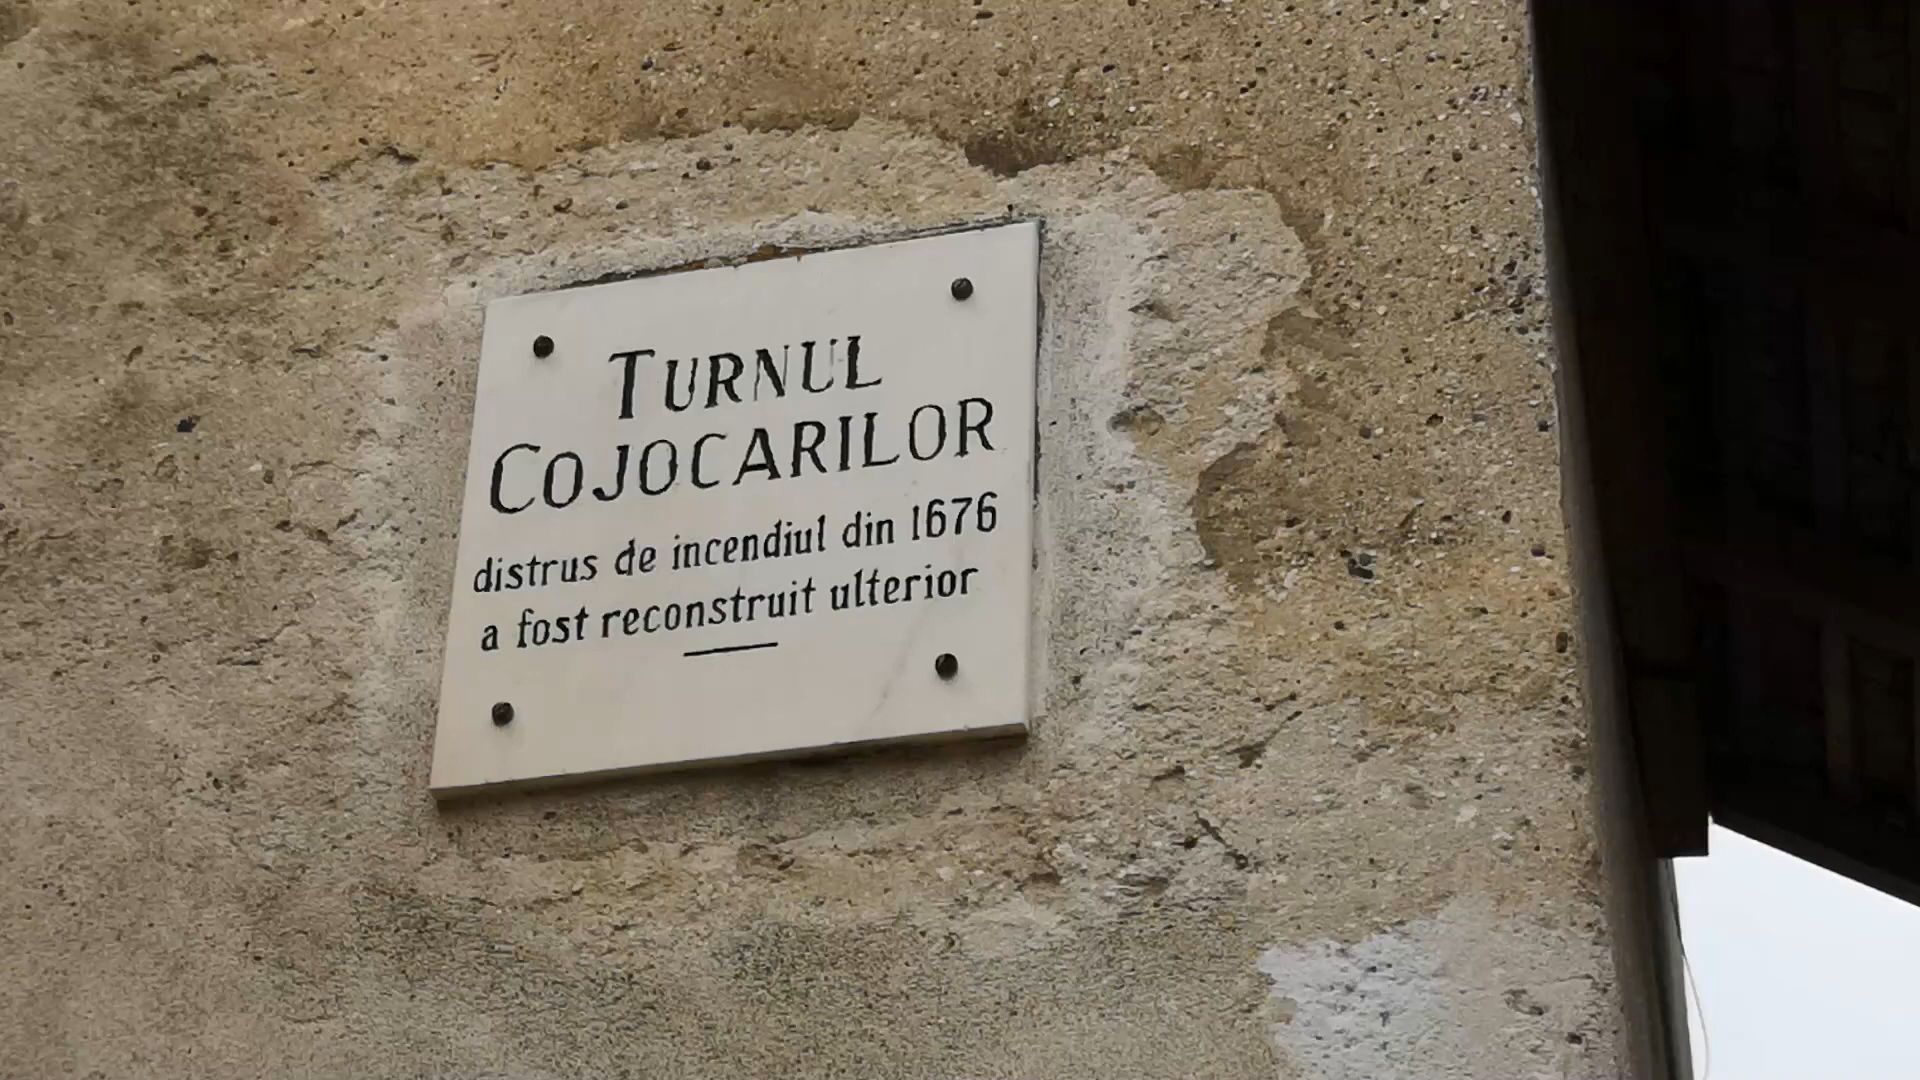 TURNUL
COJOCARILOR
distrus de incendiul din 1676
a fost reconstruit ulterior